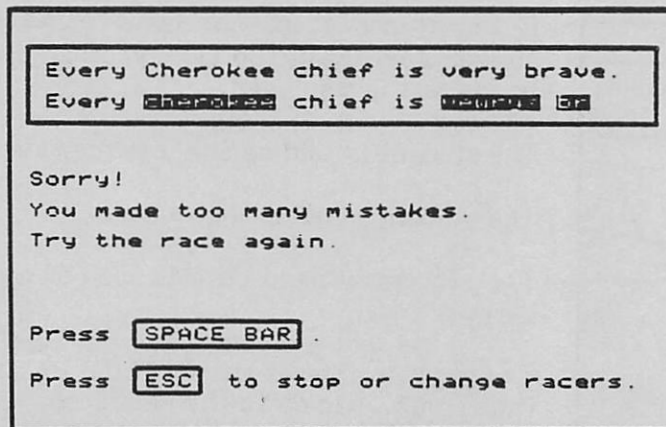 Every Cherokee chief is very brave.
Every cherokee chief is br
Sorry!
You made too many mistakes.
Try the race again.
Press SPACE BAR.
Press ESC to stop or change racers.